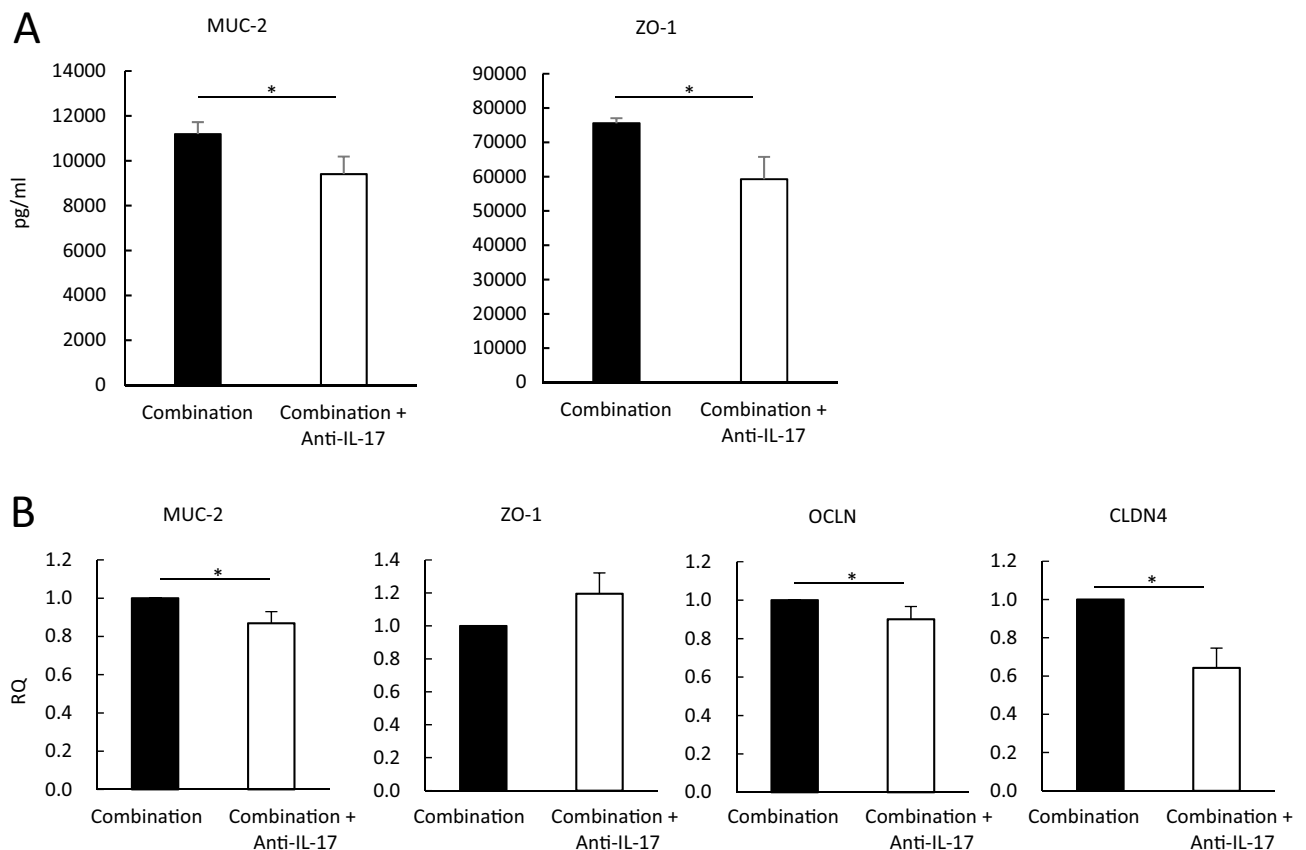 A
MUC-2
ZO-1
14000
12000
10000
8000
6000
4000
2000
0
pg/ml
*
90000
80000
70000
60000
50000
40000
30000
20000
10000
0
*
Combination
Combination +
Anti-IL-17
Combination
Combination +
Anti-IL-17
B
MUC-2
ZO-1
OCLN
CLDN4
1.2
1.0
0.8
0.6
0.4
0.2
0.0
RQ
*
1.4
1.2
1.0
0.8
0.6
0.4
0.2
0.0
1.2
1.0
0.8
0.6
0.4
0.2
0.0
*
1.2
1.0
0.8
0.6
0.4
0.2
0.0
*
Combination
Combination +
Anti-IL-17
Combination
Combination +
Anti-IL-17
Combination
Combination +
Anti-IL-17
Combination
Combination +
Anti-IL-17